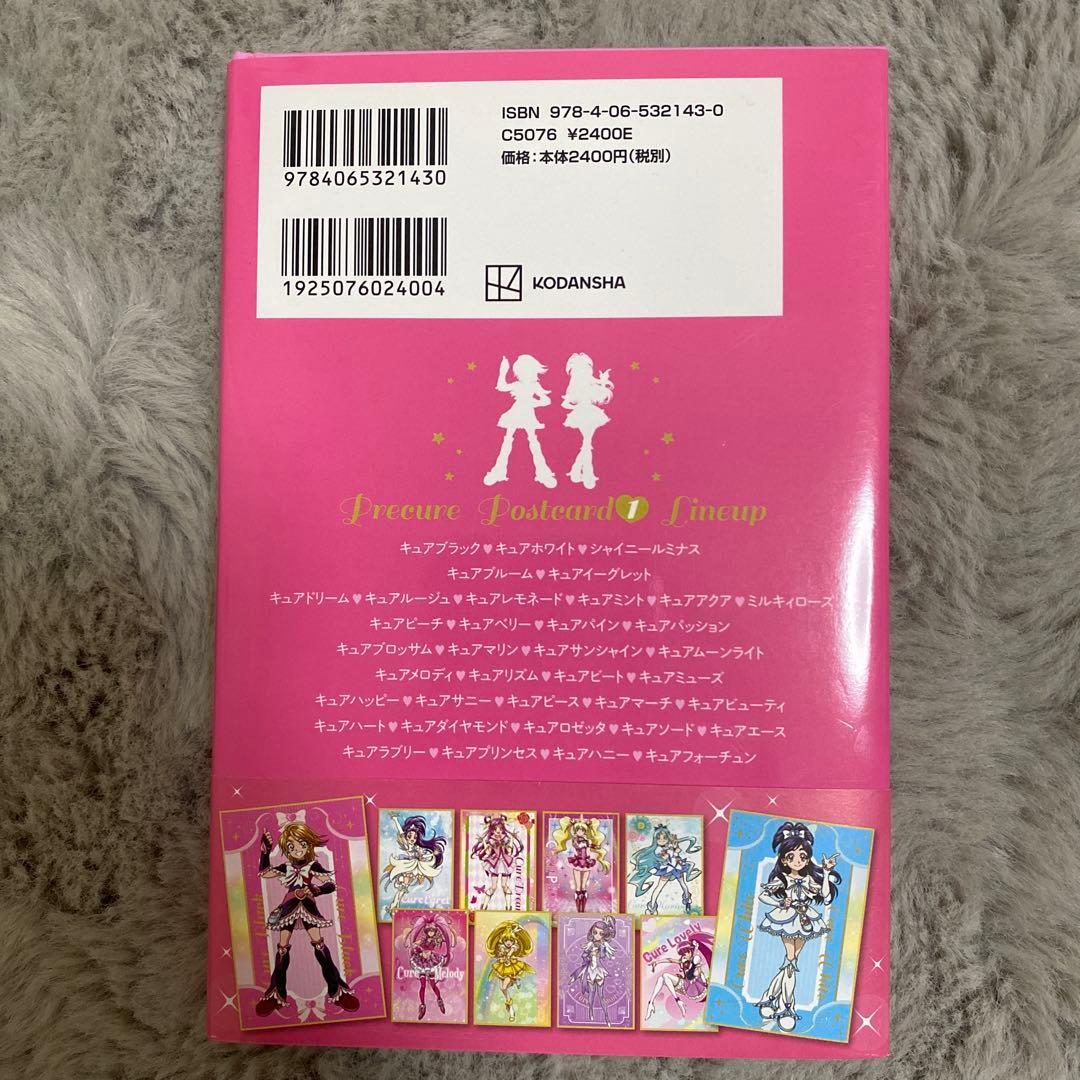 ISBN 978-4-06-532143-0
C5076 ¥2400E
価格：本体2400円（税別）
9784065321430
1925076024004
KODANSHA
Precure Postcard 1 Lineup
キュアブラック♥キュアホワイト♥シャイニールミナス
キュアブルーム♥キュアイーグレット
キュアドリーム♥キュアルージュ♥キュアレモネード♥キュアミント♥キュアアクア♥ミルキィローズ
キュアピーチ♥キュアベリー♥キュアパイン♥キュアパッション
キュアブロッサム♥キュアマリン♥キュアサンシャイン♥キュアムーンライト
キュアメロディ♥キュアリズム♥キュアビート♥キュアミューズ
キュアハッピー♥キュアサニー♥キュアピース♥キュアマーチ♥キュアビューティ
キュアハート♥キュアダイヤモンド♥キュアロゼッタ♥キュアソード♥キュアエース
キュアラブリー♥キュアプリンセス♥キュアハニー♥キュアフォーチュン
Cure Melody
Cure Lovely